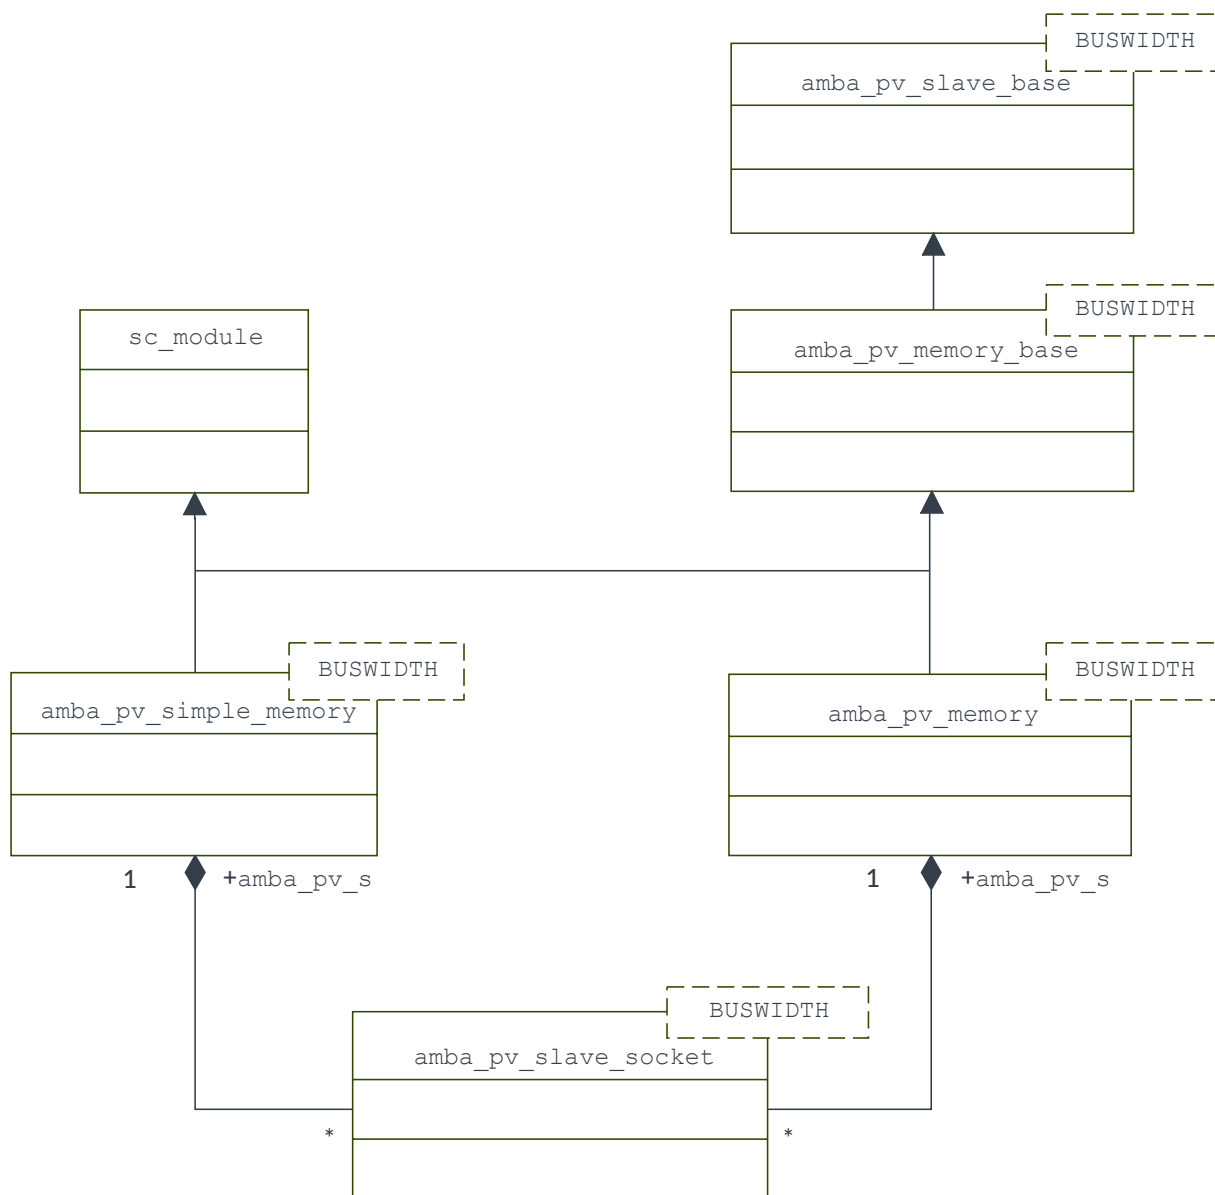 BUSWIDTH
amba_pv_slave_base
BUSWIDTH
sc_module
amba_pv_memory_base
BUSWIDTH
BUSWIDTH
amba_pv_simple_memory
amba_pv_memory
1
+amba_pv_s
1
+amba_pv_s
BUSWIDTH
amba_pv_slave_socket
*
*